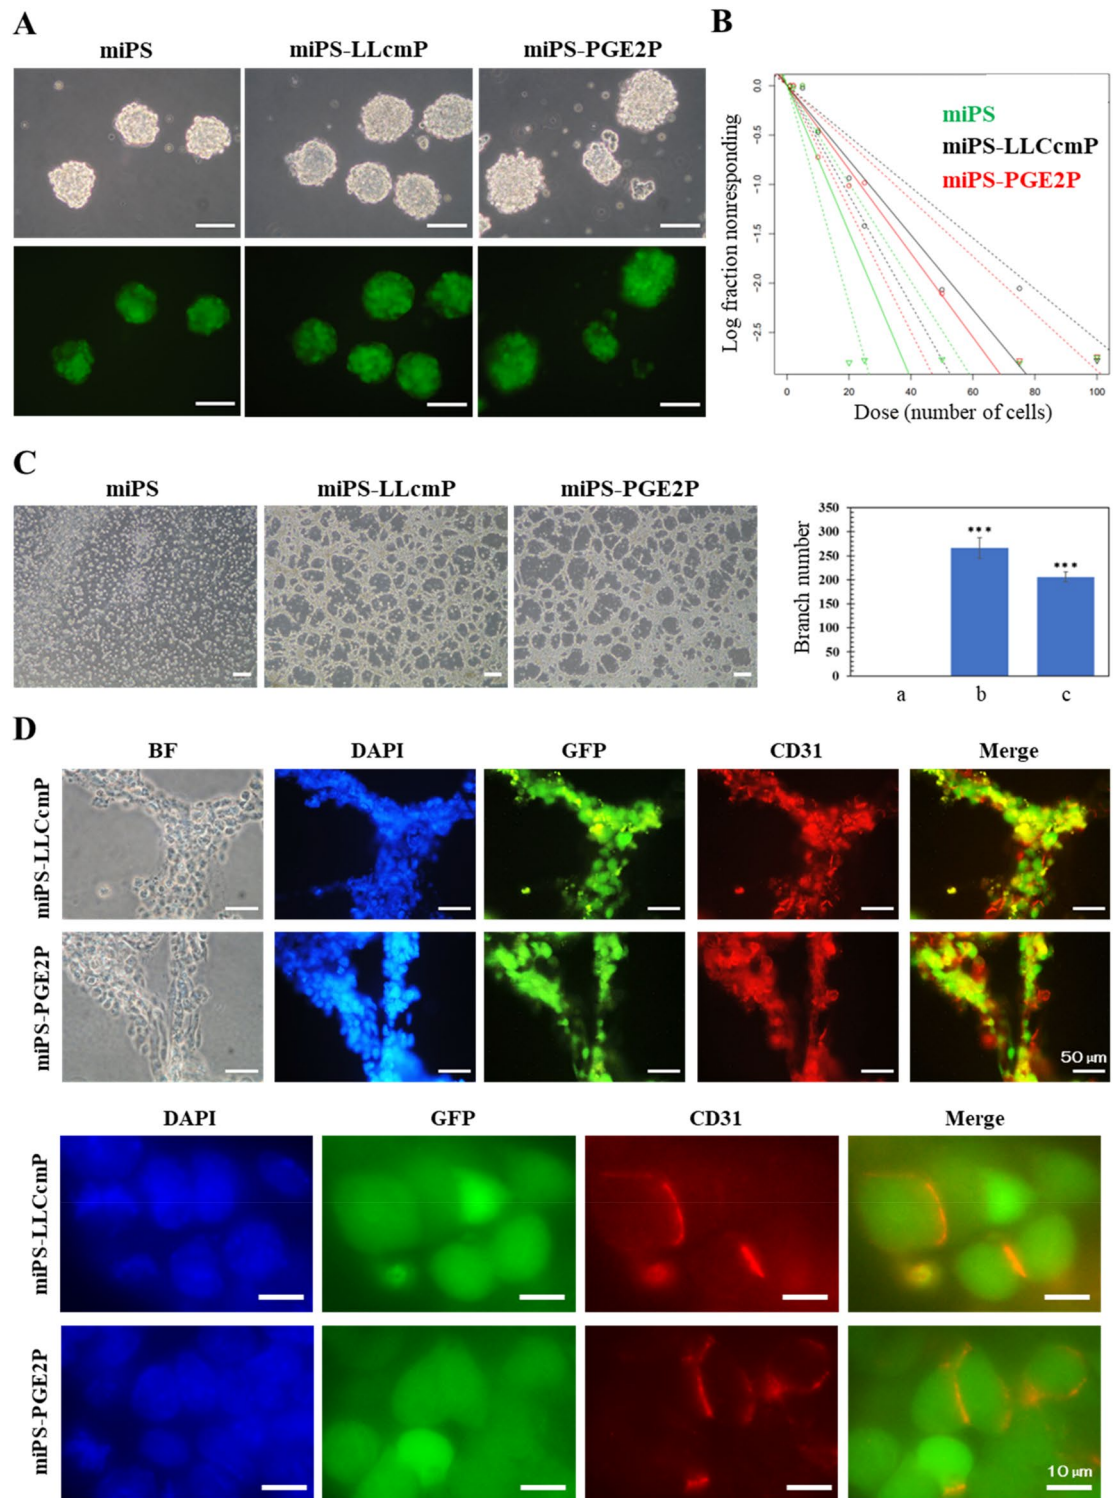 A
miPS
miPS-LLcmP
miPS-PGE2P
B
miPS
miPS-LLCcmP
miPS-PGE2P
Log fraction nonresponding
0.0
−0.5
−1.0
−1.5
−2.0
−2.5
0 20 40 60 80 100
Dose (number of cells)
C
miPS
miPS-LLcmP
miPS-PGE2P
Branch number
350
300
250
200
150
100
50
0
***
***
a b c
D
BF DAPI GFP CD31 Merge
miPS-LLCcmP
miPS-PGE2P
50 μm
DAPI GFP CD31 Merge
miPS-LLCcmP
miPS-PGE2P
10 μm